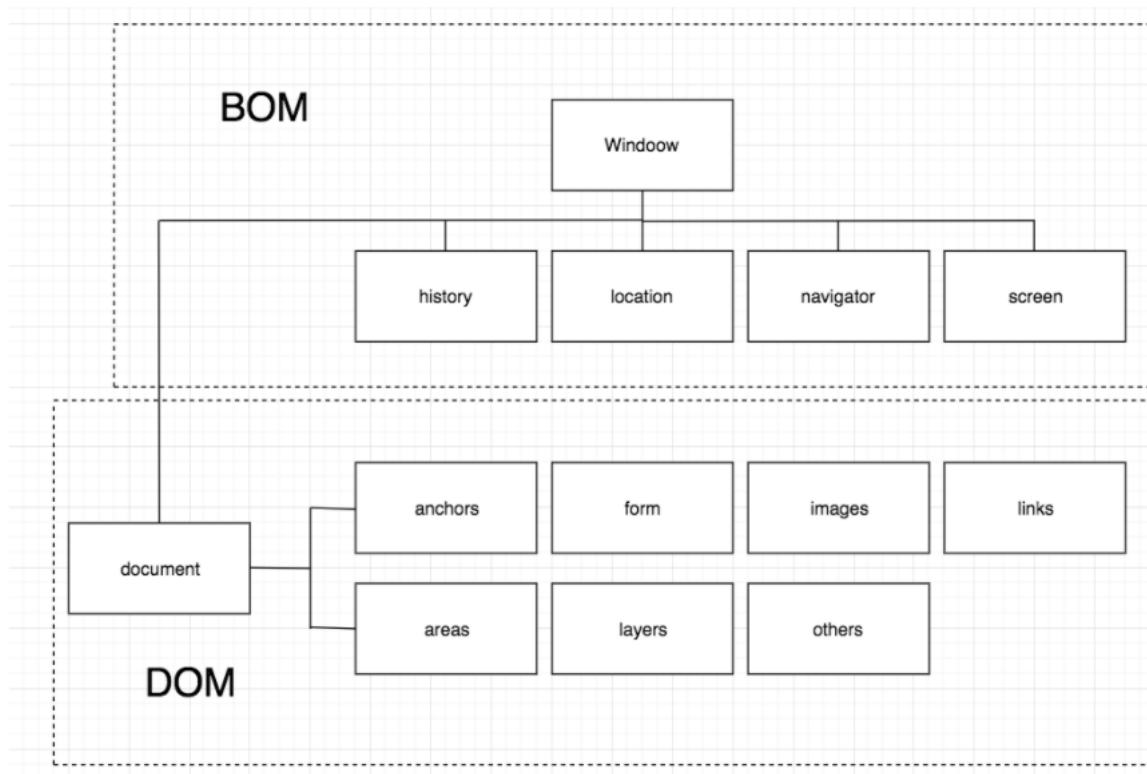 BOM
Windoow
history
location
navigator
screen
anchors
form
images
links
document
areas
layers
others
DOM